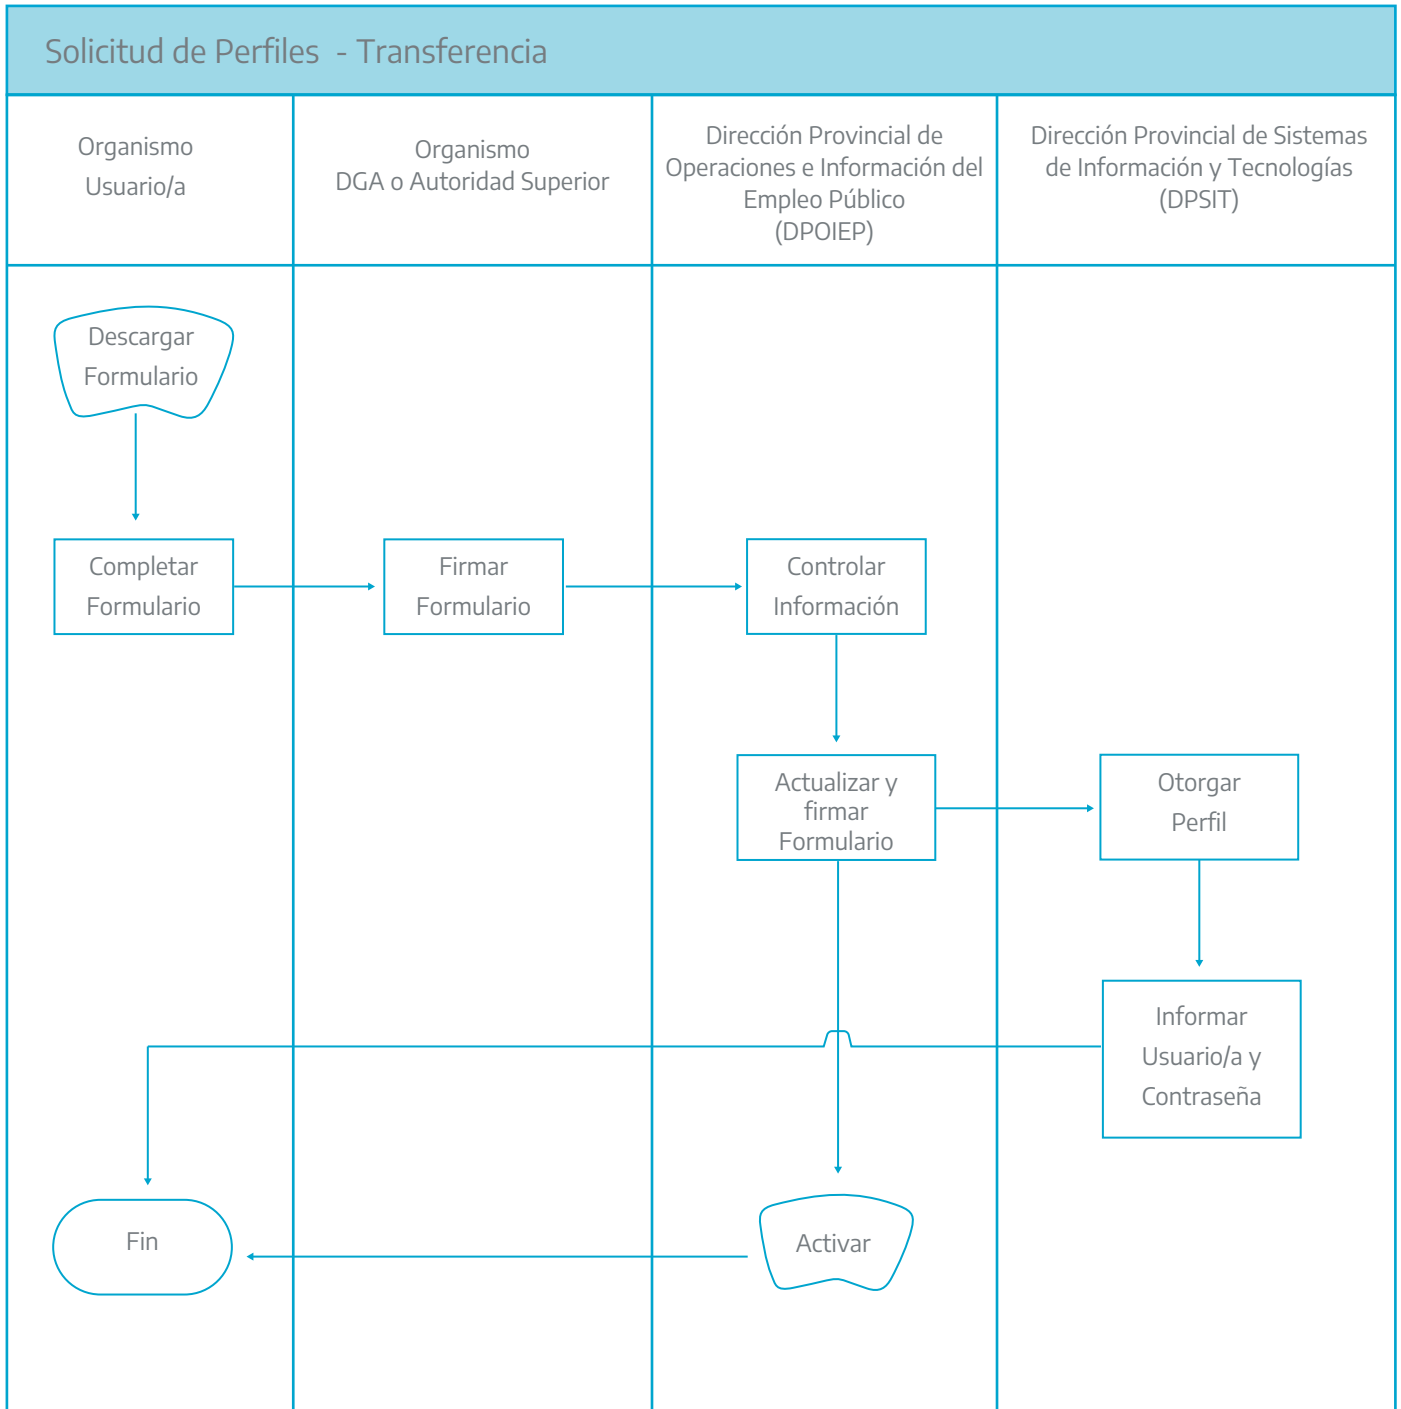 Solicitud de Perfiles - Transferencia
Organismo
Usuario/a
Organismo
DGA o Autoridad Superior
Dirección Provincial de
Operaciones e Información del
Empleo Público
(DPOIEP)
Dirección Provincial de Sistemas
de Información y Tecnologías
(DPSIT)
Descargar
Formulario
Completar
Formulario
Firmar
Formulario
Controlar
Información
Actualizar y
firmar
Formulario
Otorgar
Perfil
Informar
Usuario/a y
Contraseña
Fin
Activar